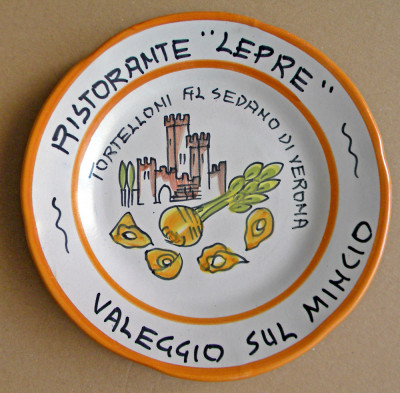 RISTORANTE "LEPRE"
TORTELLONI AL SEDANO DI VERONA
VALEGGIO SUL MINCIO